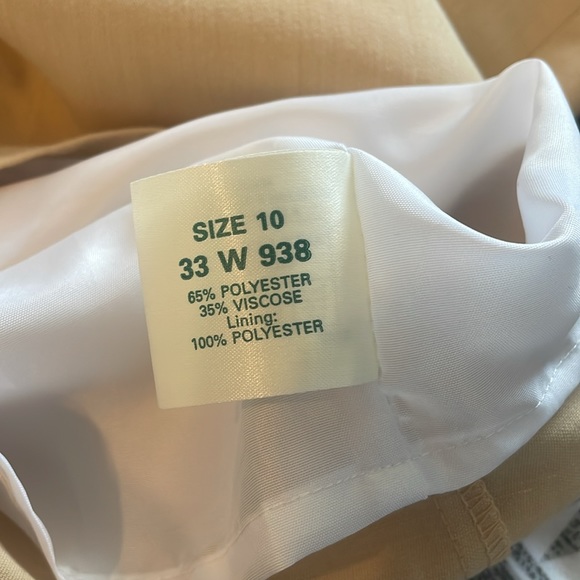 SIZE 10
33 W 938
65% POLYESTER
35% VISCOSE
Lining:
100% POLYESTER